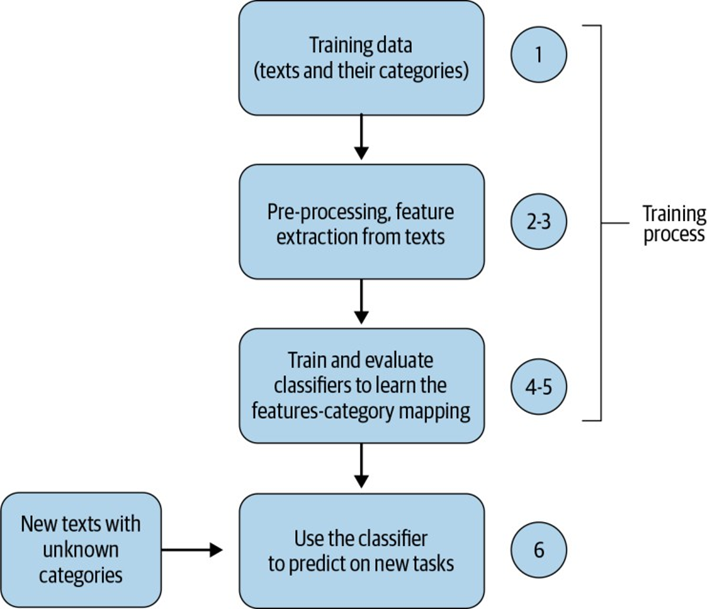 Training data
(texts and their categories)
1
Pre-processing, feature
extraction from texts
2-3
Training
process
Train and evaluate
classifiers to learn the
features-category mapping
4-5
New texts with
unknown
categories
Use the classifier
to predict on new tasks
6